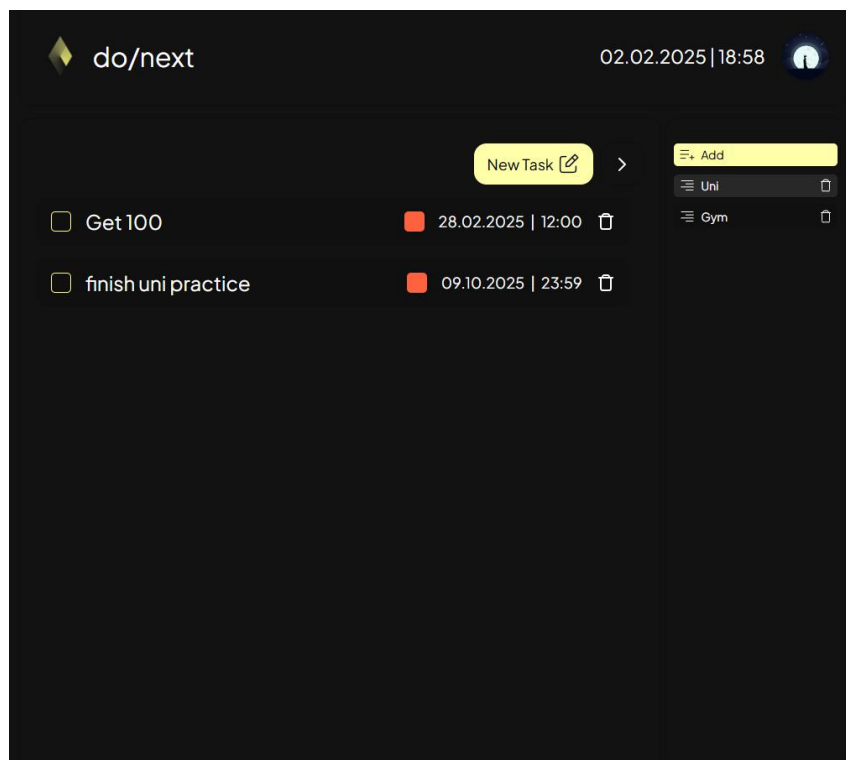 do/next
02.02.2025|18:58
New Task
Get 100
28.02.2025 | 12:00
finish uni practice
09.10.2025 | 23:59
Add
Uni
Gym